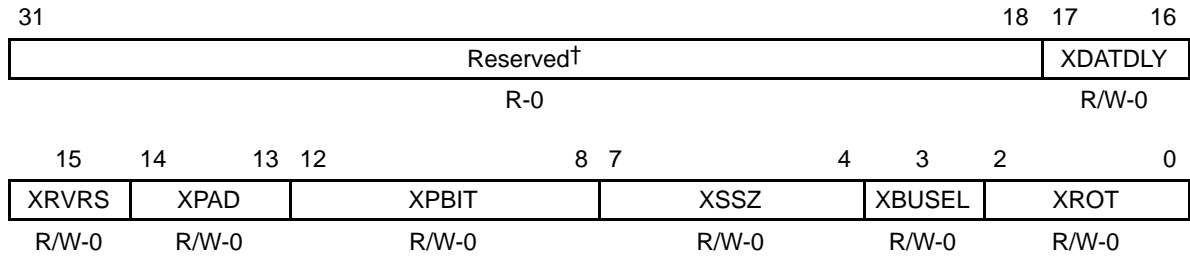 31 18 17 16
Reserved† XDATDLY
R-0 R/W-0
15 14 13 12 8 7 4 3 2 0
XRVRS XPAD XPBIT XSSZ XBUSEL XROT
R/W-0 R/W-0 R/W-0 R/W-0 R/W-0 R/W-0